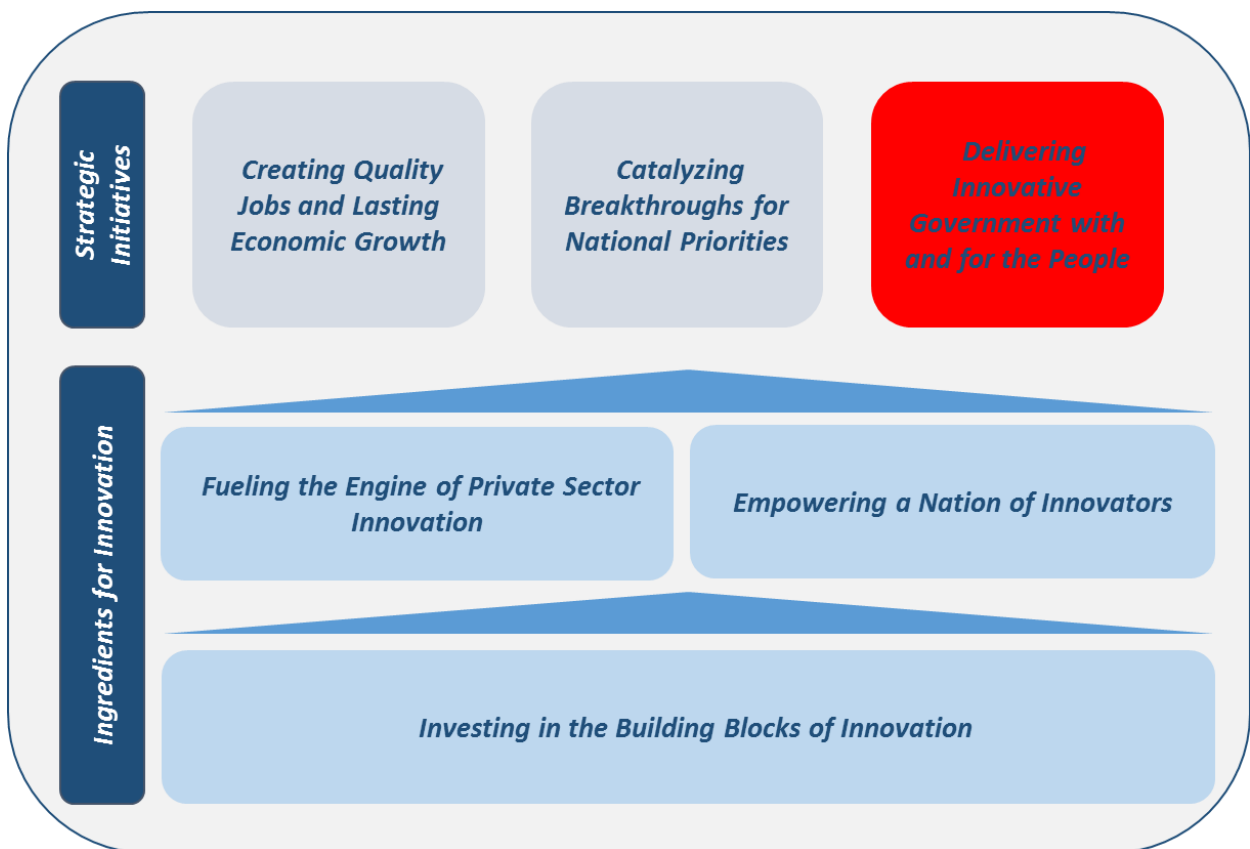 Strategic
Initiatives
Creating Quality
Jobs and Lasting
Economic Growth
Catalyzing
Breakthroughs for
National Priorities
Delivering
Innovative
Government with
and for the People
Ingredients for Innovation
Fueling the Engine of Private Sector
Innovation
Empowering a Nation of Innovators
Investing in the Building Blocks of Innovation